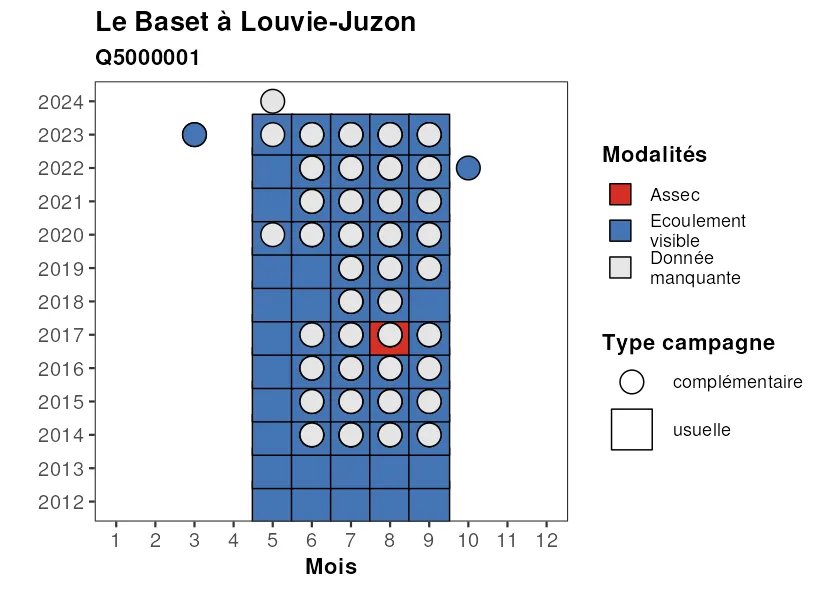 Le Baset à Louvie-Juzon
Q5000001
2024
2023
2022
2021
2020
2019
2018
2017
2016
2015
2014
2013
2012
1 2 3 4 5 6 7 8 9 10 11 12
Mois
Modalités
Assec
Ecoulement
visible
Donnée
manquante
Type campagne
complémentaire
usuelle